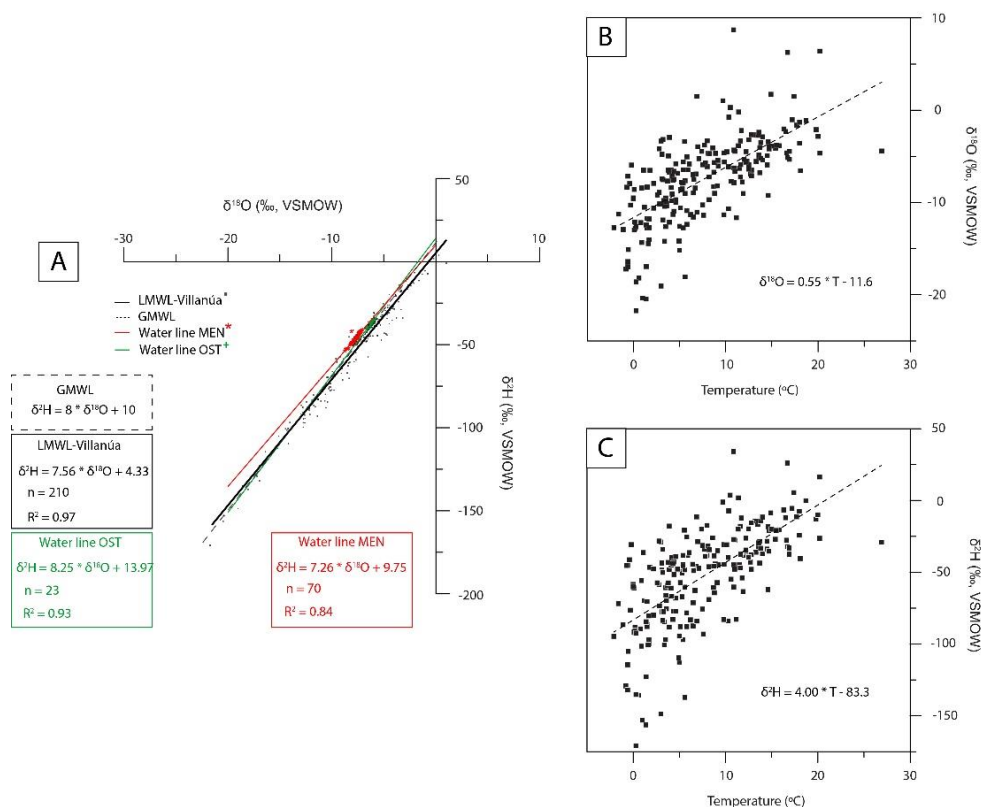 A
δ¹⁸O (‰, VSMOW)
-30
-20
-10
10
50
-50
-100
-150
-200
δ²H (‰, VSMOW)
LMWL-Villanúa*
GMWL
Water line MEN*
Water line OST+
GMWL
δ²H = 8 * δ¹⁸O + 10
LMWL-Villanúa
δ²H = 7.56 * δ¹⁸O + 4.33
n = 210
R² = 0.97
Water line OST
δ²H = 8.25 * δ¹⁸O + 13.97
n = 23
R² = 0.93
Water line MEN
δ²H = 7.26 * δ¹⁸O + 9.75
n = 70
R² = 0.84
B
10
0
-10
-20
δ¹⁸O (‰, VSMOW)
δ¹⁸O = 0.55 * T - 11.6
0 10 20 30
Temperature (ºC)
C
50
0
-50
-100
-150
δ²H (‰, VSMOW)
δ²H = 4.00 * T - 83.3
0 10 20 30
Temperature (ºC)